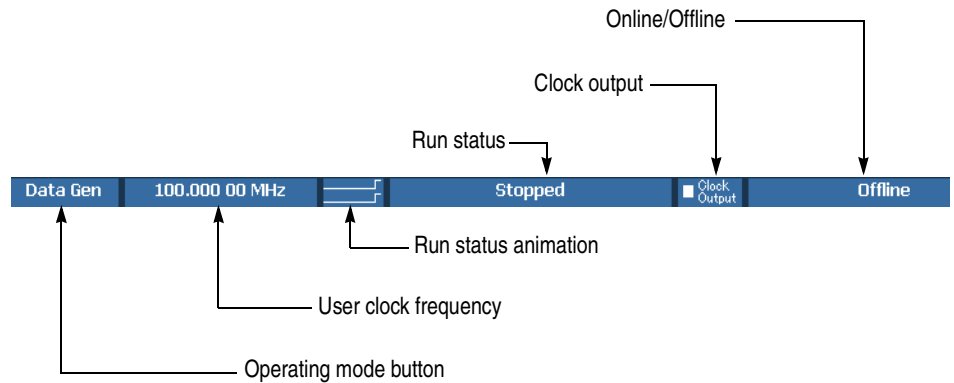 Online/Offline
Clock output
Run status
Data Gen 100.000 00 MHz Stopped Clock Output Offline
Run status animation
User clock frequency
Operating mode button